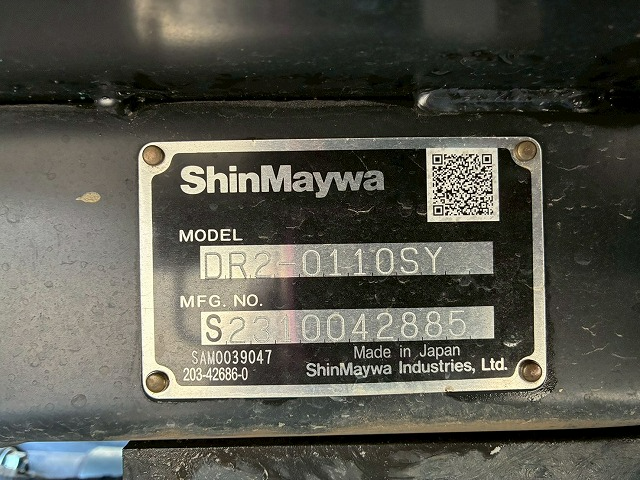 ShinMaywa
MODEL
DR2-0110SY
MFG. NO.
S2310042885
SAM0039047
Made in Japan
203-42686-0
ShinMaywa Industries, Ltd.